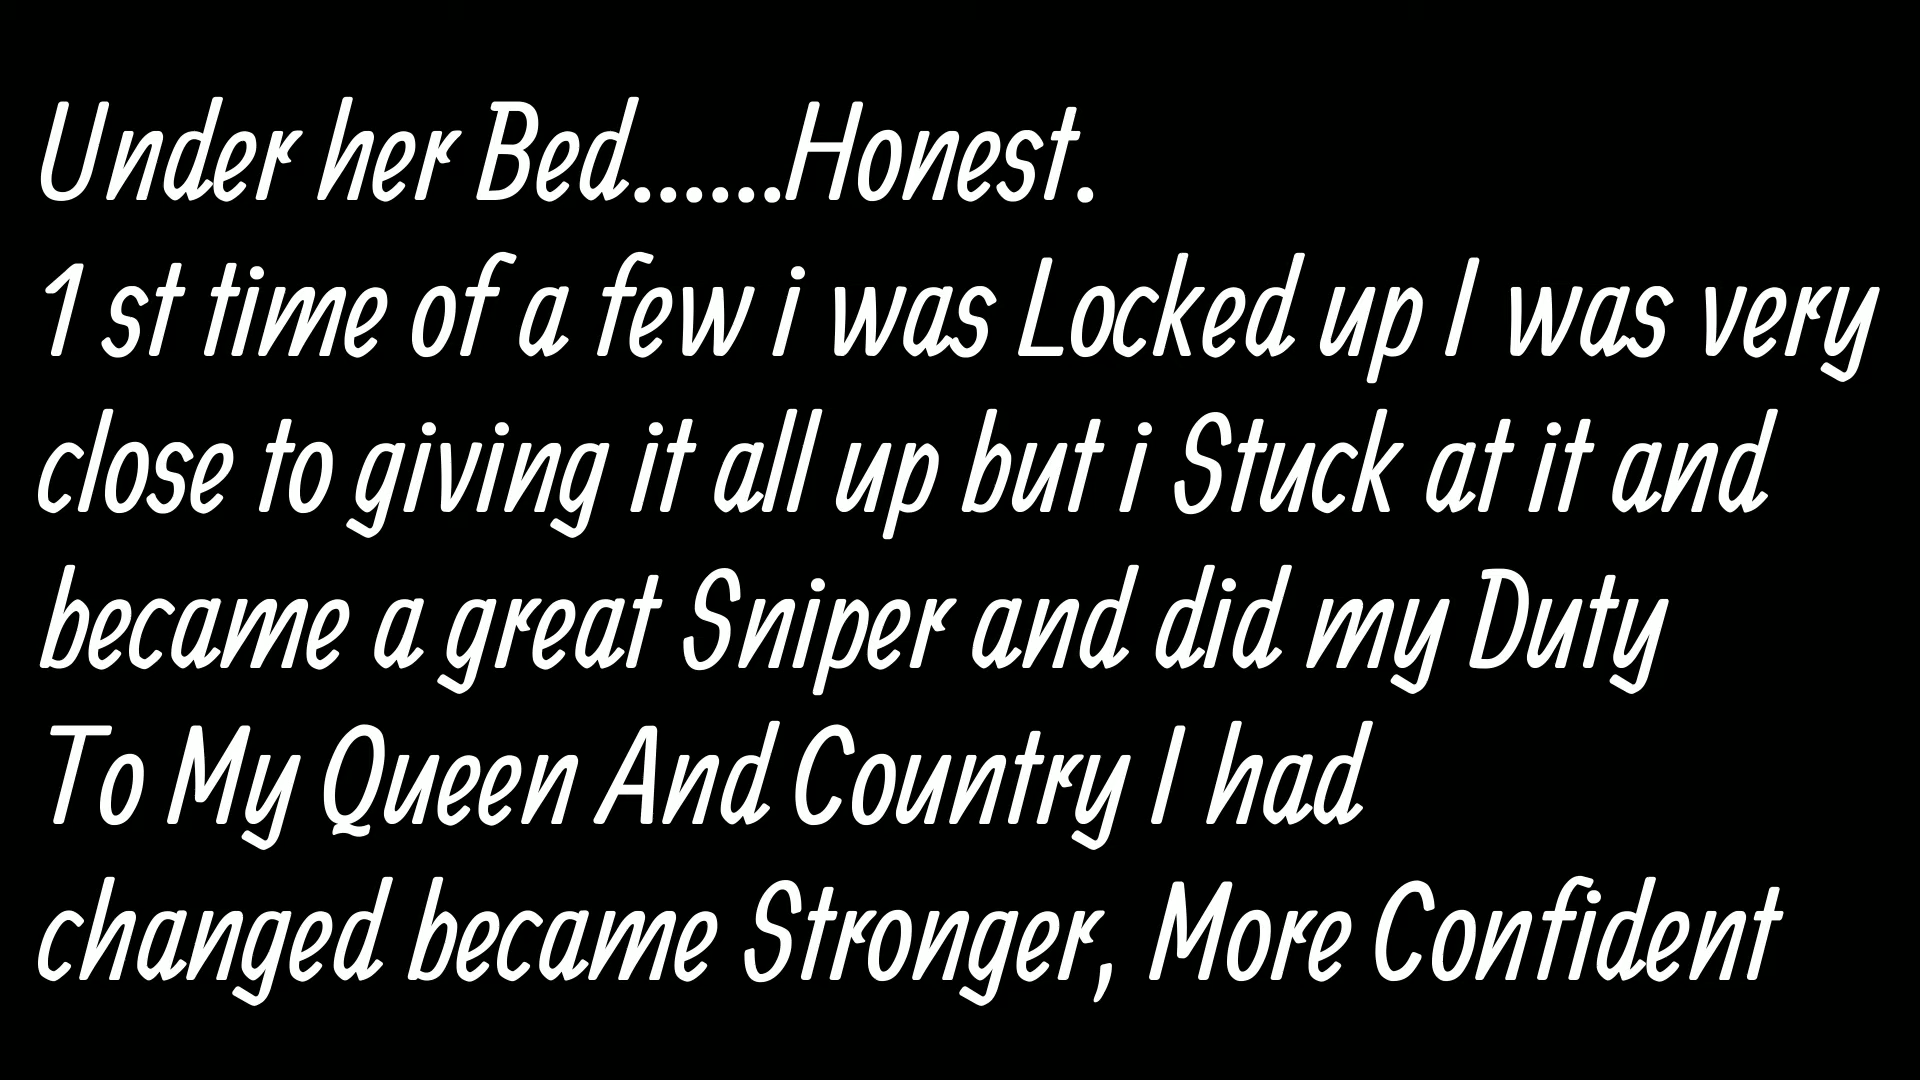 Under her Bed......Honest.
1 st time of a few i was Locked up I was very
close to giving it all up but i Stuck at it and
became a great Sniper and did my Duty
To My Queen And Country I had
changed became Stronger, More Confident